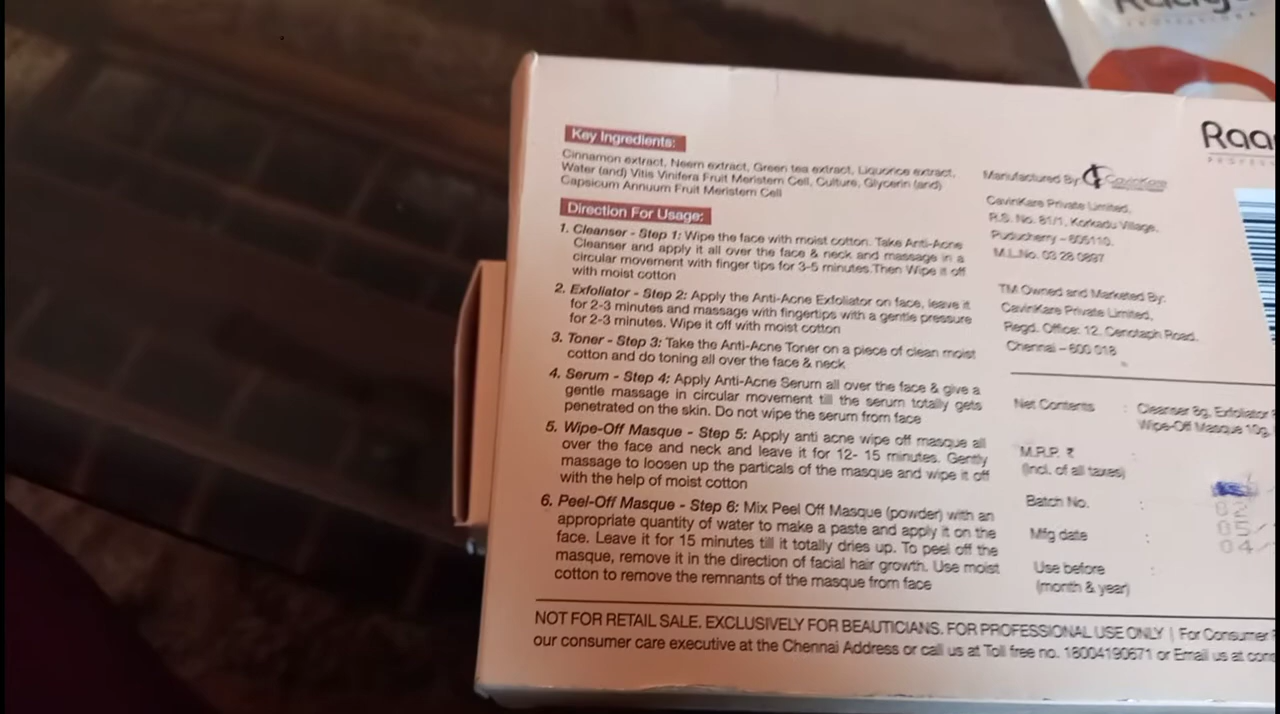 Key Ingredients:
Cinnamon extract, Neem extract, Green tea extract, Liquorice extract,
Water (and) Vitis Vinifera Fruit Meristem Cell, Culture, Glycerin (and)
Capsicum Annuum Fruit Meristem Cell
Direction For Usage:
1. Cleanser - Step 1: Wipe the face with moist cotton. Take Anti-Acne
Cleanser and apply it all over the face & neck and massage in a
circular movement with finger tips for 3-5 minutes.Then Wipe it off
with moist cotton
2. Exfoliator - Step 2: Apply the Anti-Acne Exfoliator on face, leave it
for 2-3 minutes and massage with fingertips with a gentle pressure
for 2-3 minutes. Wipe it off with moist cotton
3. Toner - Step 3: Take the Anti-Acne Toner on a piece of clean moist
cotton and do toning all over the face & neck
4. Serum - Step 4: Apply Anti-Acne Serum all over the face & give a
gentle massage in circular movement till the serum totally gets
penetrated on the skin. Do not wipe the serum from face
5. Wipe-Off Masque - Step 5: Apply anti acne wipe off masque all
over the face and neck and leave it for 12- 15 minutes. Gently
massage to loosen up the particals of the masque and wipe it off
with the help of moist cotton
6. Peel-Off Masque - Step 6: Mix Peel Off Masque (powder) with an
appropriate quantity of water to make a paste and apply it on the
face. Leave it for 15 minutes till it totally dries up. To peel off the
masque, remove it in the direction of facial hair growth. Use moist
cotton to remove the remnants of the masque from face
Manufactured By: CavinKare
CavinKare Private Limited,
R.S. No. 81/1, Korkadu Village,
Puducherry – 605110.
M.L.No. 03 28 0897
TM Owned and Marketed By:
CavinKare Private Limited,
Regd. Office: 12, Cenotaph Road,
Chennai – 600 018
Net Contents : Cleanser 8g, Exfoliator
Wipe-Off Masque 10g,
M.R.P. ₹ :
(Incl. of all taxes)
Batch No. : 02
Mfg date : 05/
Use before : 04/
(month & year)
NOT FOR RETAIL SALE. EXCLUSIVELY FOR BEAUTICIANS. FOR PROFESSIONAL USE ONLY | For Consumer
our consumer care executive at the Chennai Address or call us at Toll free no. 18004190671 or Email us at
Raa
PROFESS
PROFESSIONAL